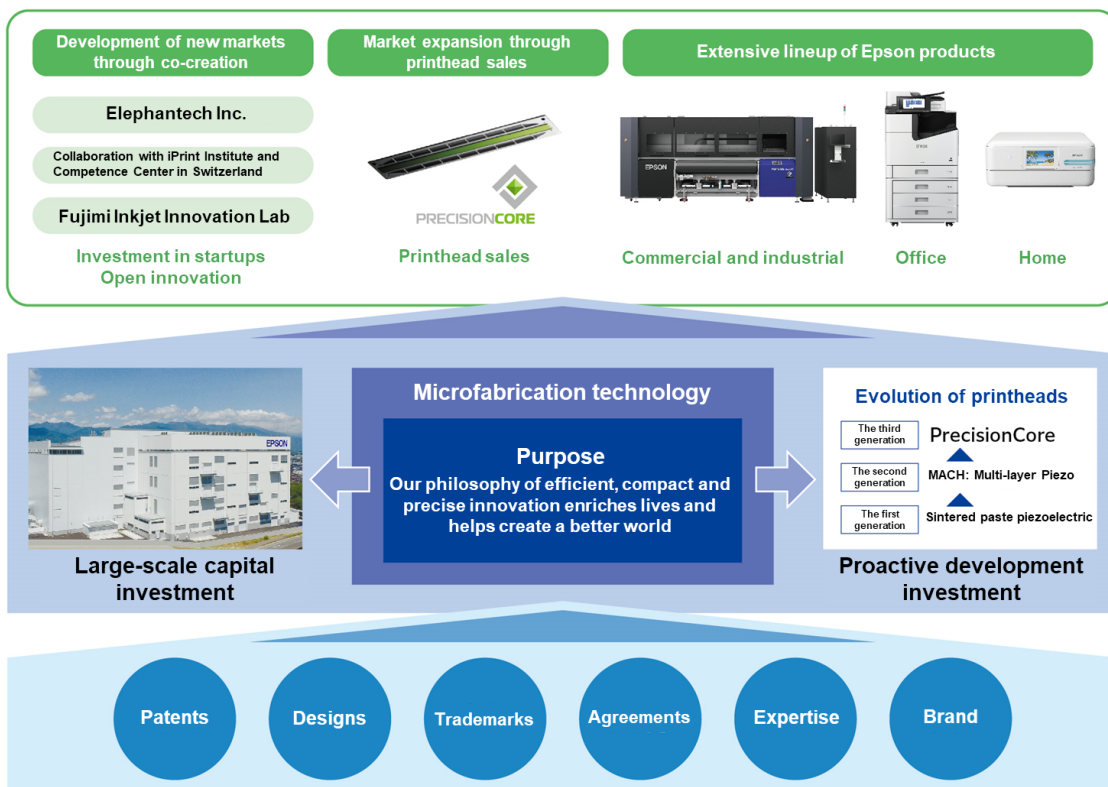 Development of new markets
through co-creation
Market expansion through
printhead sales
Extensive lineup of Epson products
Elephantech Inc.
Collaboration with iPrint Institute and
Competence Center in Switzerland
Fujimi Inkjet Innovation Lab
Investment in startups
Open innovation
PRECISIONCORE
Printhead sales
EPSON
Commercial and industrial
EPSON
Office
Home
EPSON
Large-scale capital
investment
Microfabrication technology
Purpose
Our philosophy of efficient, compact and
precise innovation enriches lives and
helps create a better world
Evolution of printheads
The third
generation
PrecisionCore
The second
generation
MACH: Multi-layer Piezo
The first
generation
Sintered paste piezoelectric
Proactive development
investment
Patents
Designs
Trademarks
Agreements
Expertise
Brand